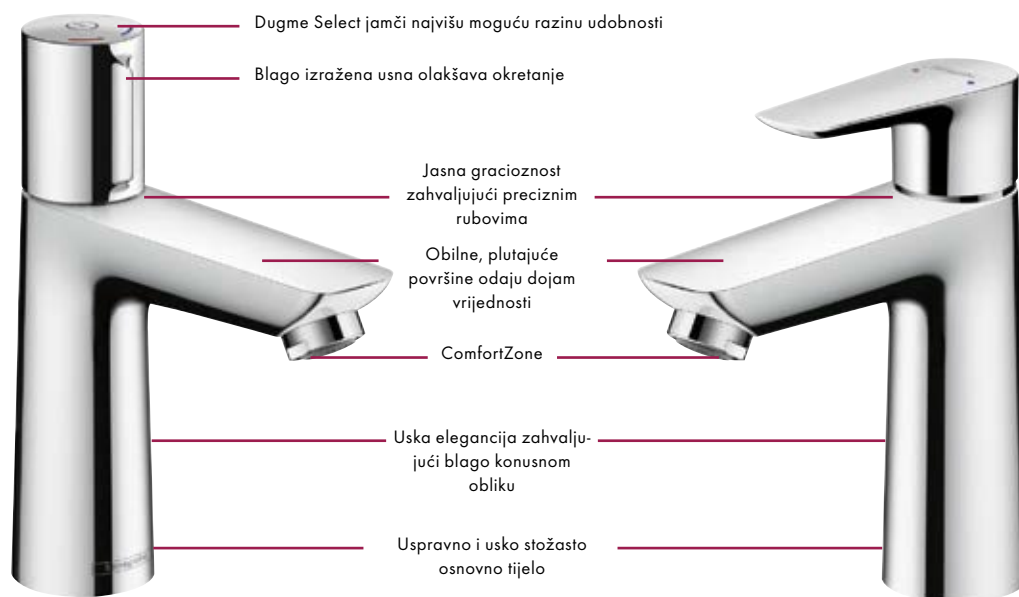 Dugme Select jamči najvišu moguću razinu udobnosti
Blago izražena usna olakšava okretanje
Jasna gracioznost
zahvaljujući preciznim
rubovima
Obilne, plutajuće
površine odaju dojam
vrijednosti
ComfortZone
Uska elegancija zahvalju-
jući blago konusnom
obliku
Uspravno i usko stožasto
osnovno tijelo